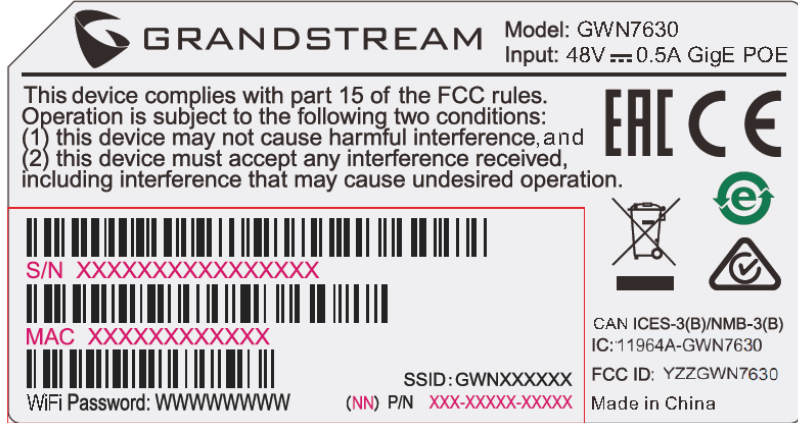 GRANDSTREAM
Model: GWN7630
Input: 48V ⎓ 0.5A GigE POE
This device complies with part 15 of the FCC rules.
Operation is subject to the following two conditions:
(1) this device may not cause harmful interference, and
(2) this device must accept any interference received,
including interference that may cause undesired operation.
EAC CE
e
S/N XXXXXXXXXXXXXXXX
MAC XXXXXXXXXXXX
WiFi Password: WWWWWWWW
SSID: GWNXXXXXX
(NN) P/N XXX-XXXXX-XXXXX
CAN ICES-3(B)/NMB-3(B)
IC:11964A-GWN7630
FCC ID: YZZGWN7630
Made in China